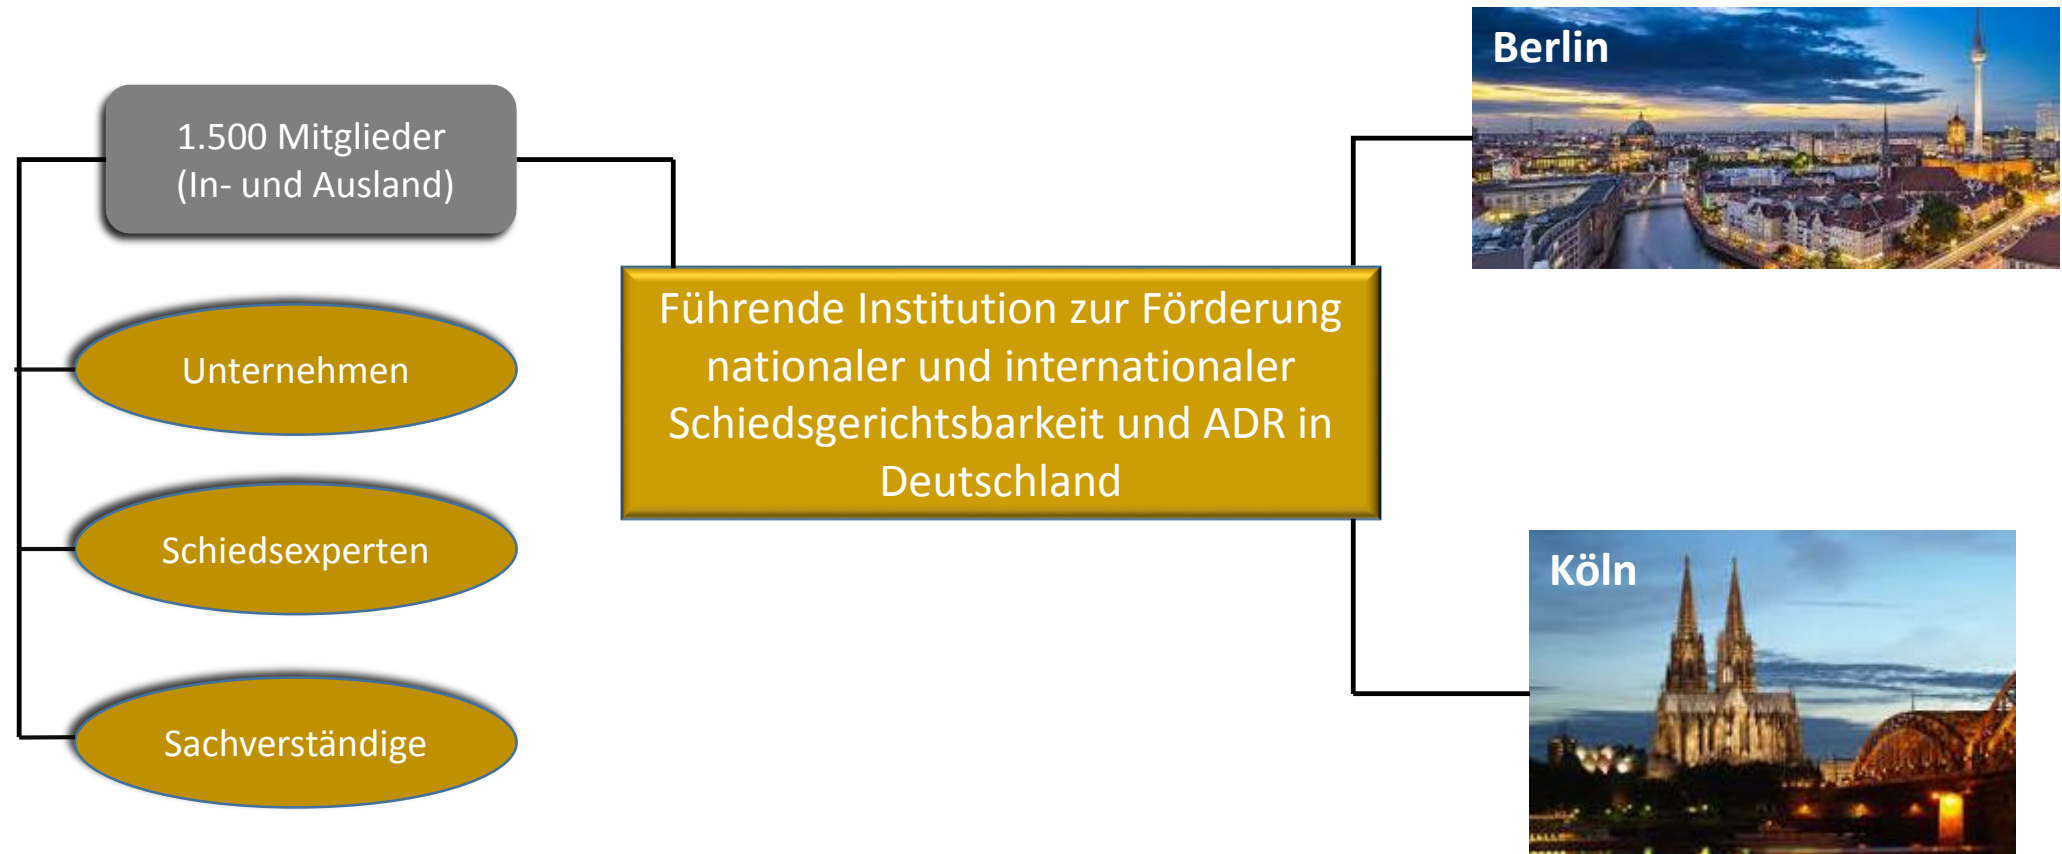 1.500 Mitglieder
(In- und Ausland)
Unternehmen
Schiedsexperten
Sachverständige
Führende Institution zur Förderung
nationaler und internationaler
Schiedsgerichtsbarkeit und ADR in
Deutschland
Berlin
Köln